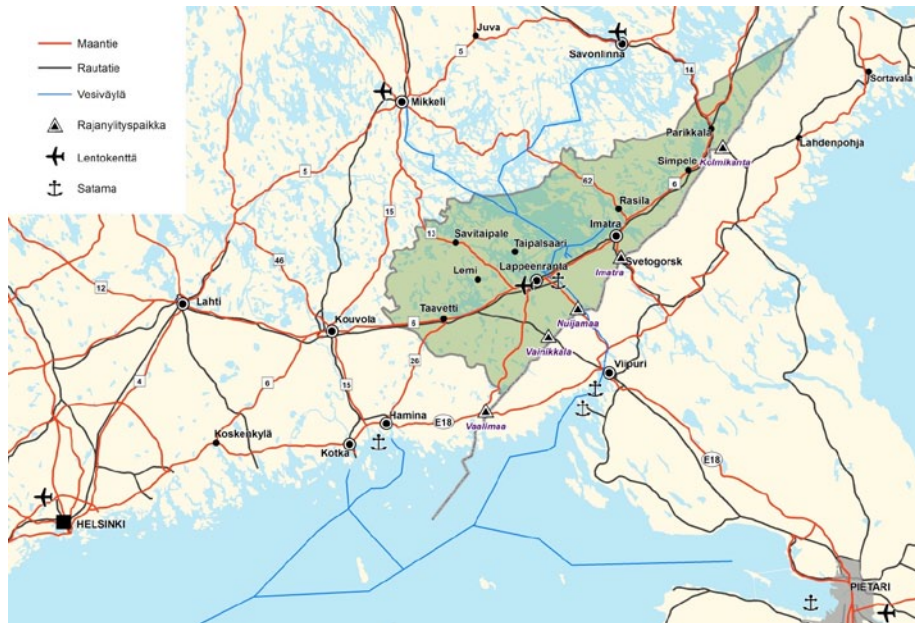 Maantie
Rautatie
Vesiväylä
Rajanylityspaikka
Lentokenttä
Satama
Juva
Savonlinna
5
14
Sortavala
Mikkeli
Parikkala
Lahdenpohja
Kolmikanta
Simpele
5
62
6
15
Rasila
Imatra
13
Savitaipale
Taipalsaari
Svetogorsk
46
Imatra
Lemi
Lappeenranta
12
Lahti
Taavetti
Nuijamaa
Kouvola
5
Vainikkala
26
Viipuri
4
6
15
Hamina
E18
Vaalimaa
Koskenkylä
Kotka
E18
HELSINKI
PIETARI